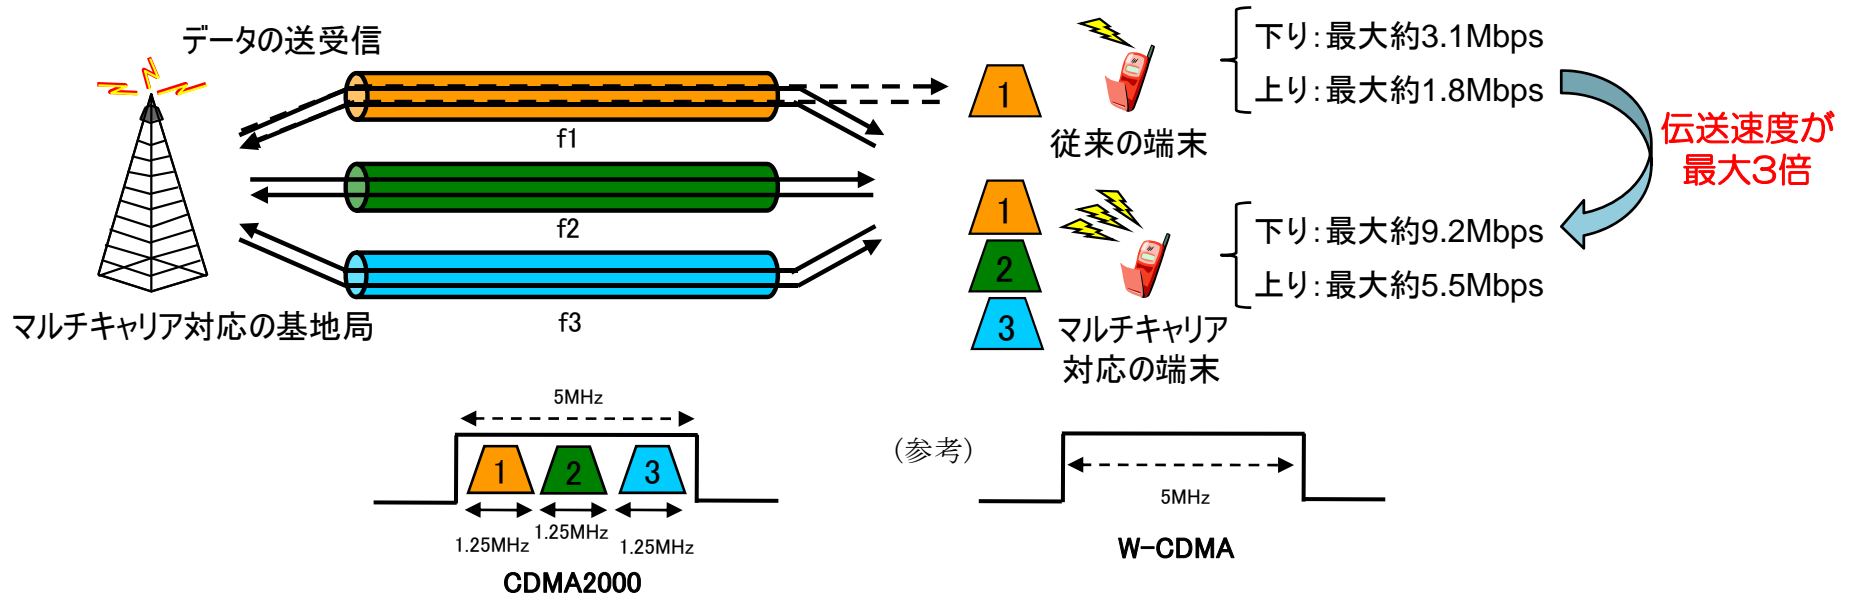 データの送受信
下り：最大約3.1Mbps
上り：最大約1.8Mbps
1
従来の端末
伝送速度が
最大3倍
f1
f2
f3
1
2
3
下り：最大約9.2Mbps
上り：最大約5.5Mbps
マルチキャリア対応の基地局
マルチキャリア
対応の端末
5MHz
1
2
3
1.25MHz
1.25MHz
1.25MHz
CDMA2000
(参考)
5MHz
W-CDMA